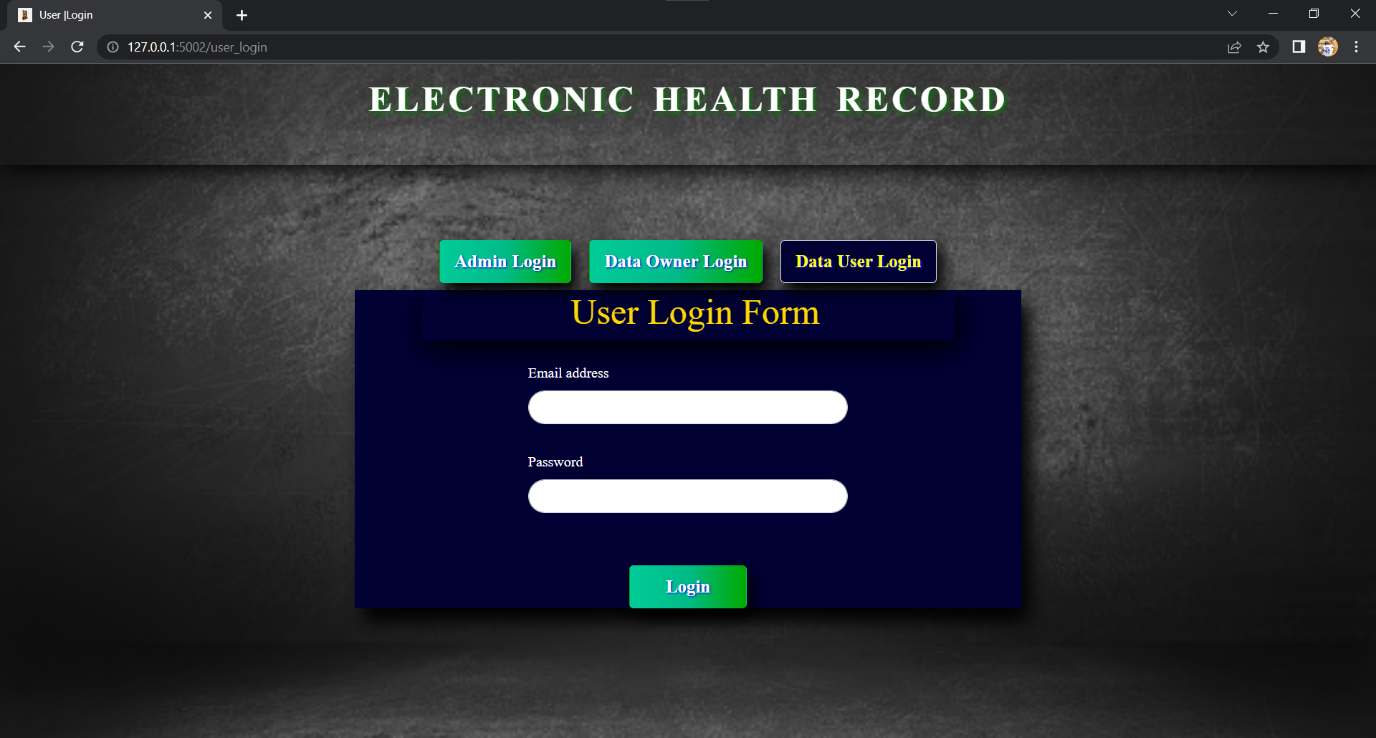 User |Login
127.0.0.1:5002/user_login
ELECTRONIC HEALTH RECORD
Admin Login Data Owner Login Data User Login
User Login Form
Email address
Password
Login